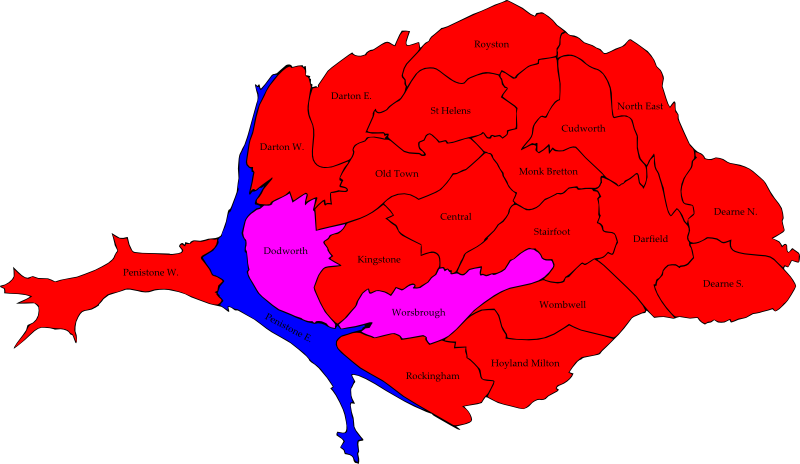 Royston
Darton E.
North East
St Helens
Cudworth
Darton W.
Old Town
Monk Bretton
Dearne N.
Central
Stairfoot
Darfield
Dodworth
Kingstone
Penistone W.
Dearne S.
Wombwell
Worsbrough
Penistone E.
Hoyland Milton
Rockingham